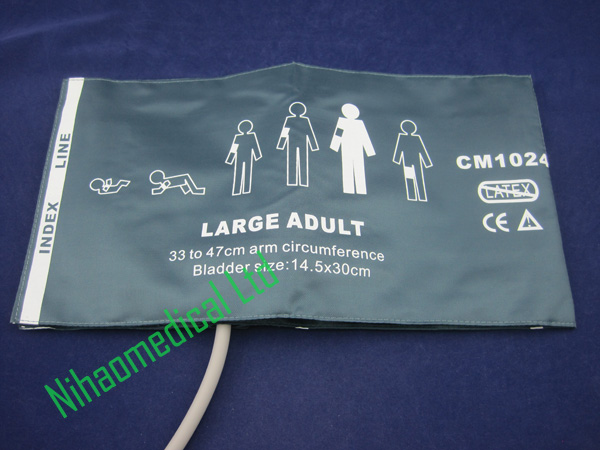 INDEX LINE
CM1024
LATEX
CE
LARGE ADULT
33 to 47cm arm circumference
Bladder size:14.5x30cm
Nihaomedical Ltd